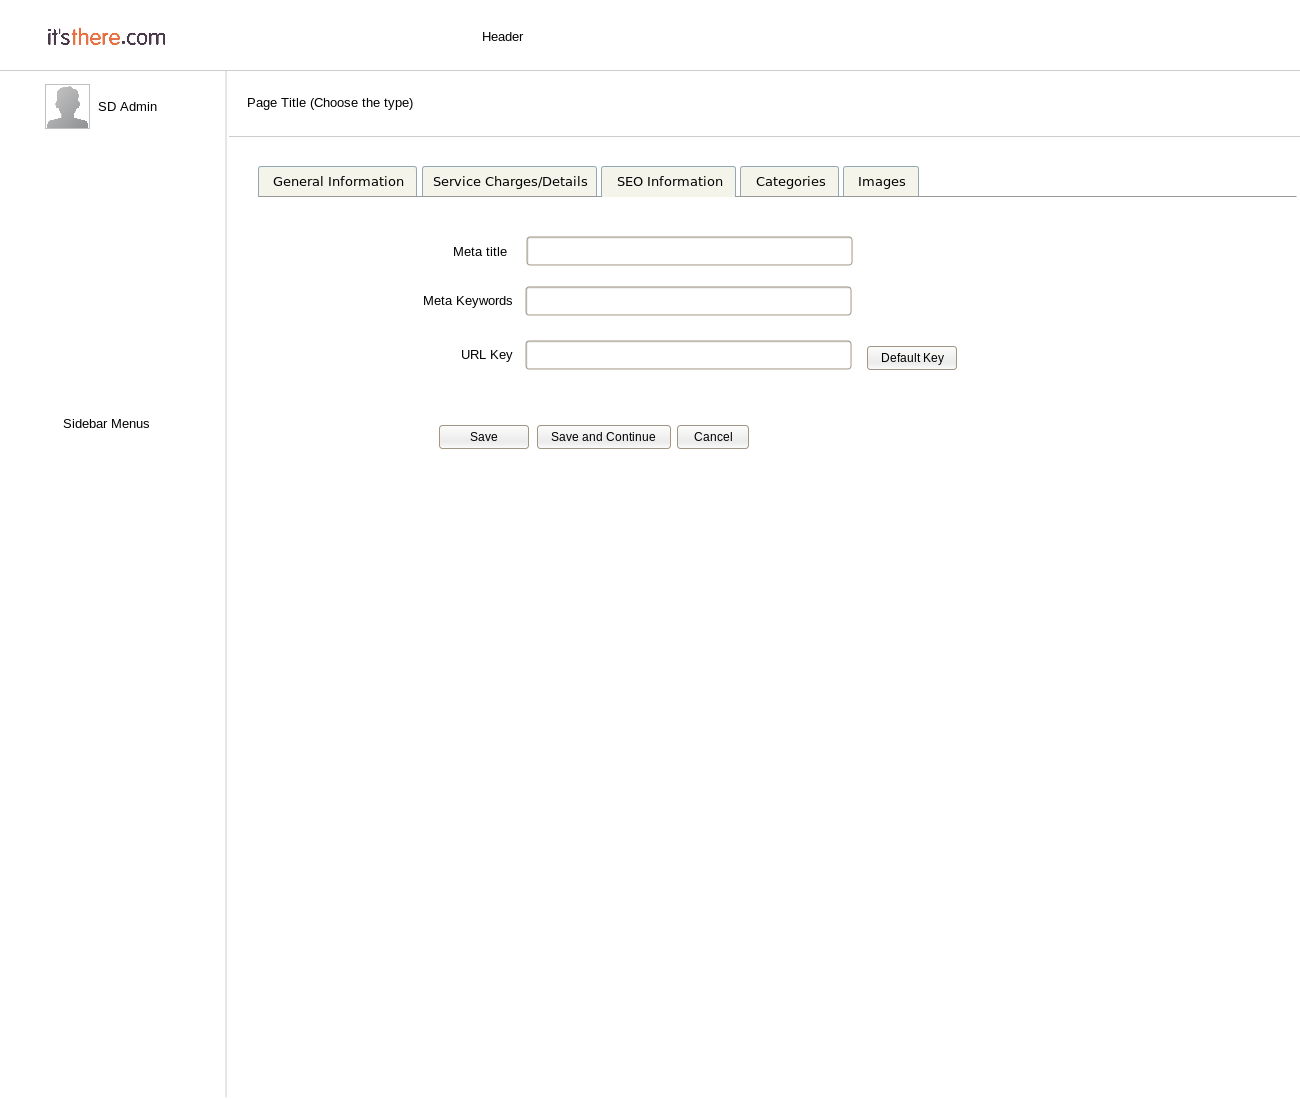 it'sthere.com
Header
SD Admin
Page Title (Choose the type)
General Information
Service Charges/Details
SEO Information
Categories
Images
Meta title
Meta Keywords
URL Key
Default Key
Sidebar Menus
Save
Save and Continue
Cancel